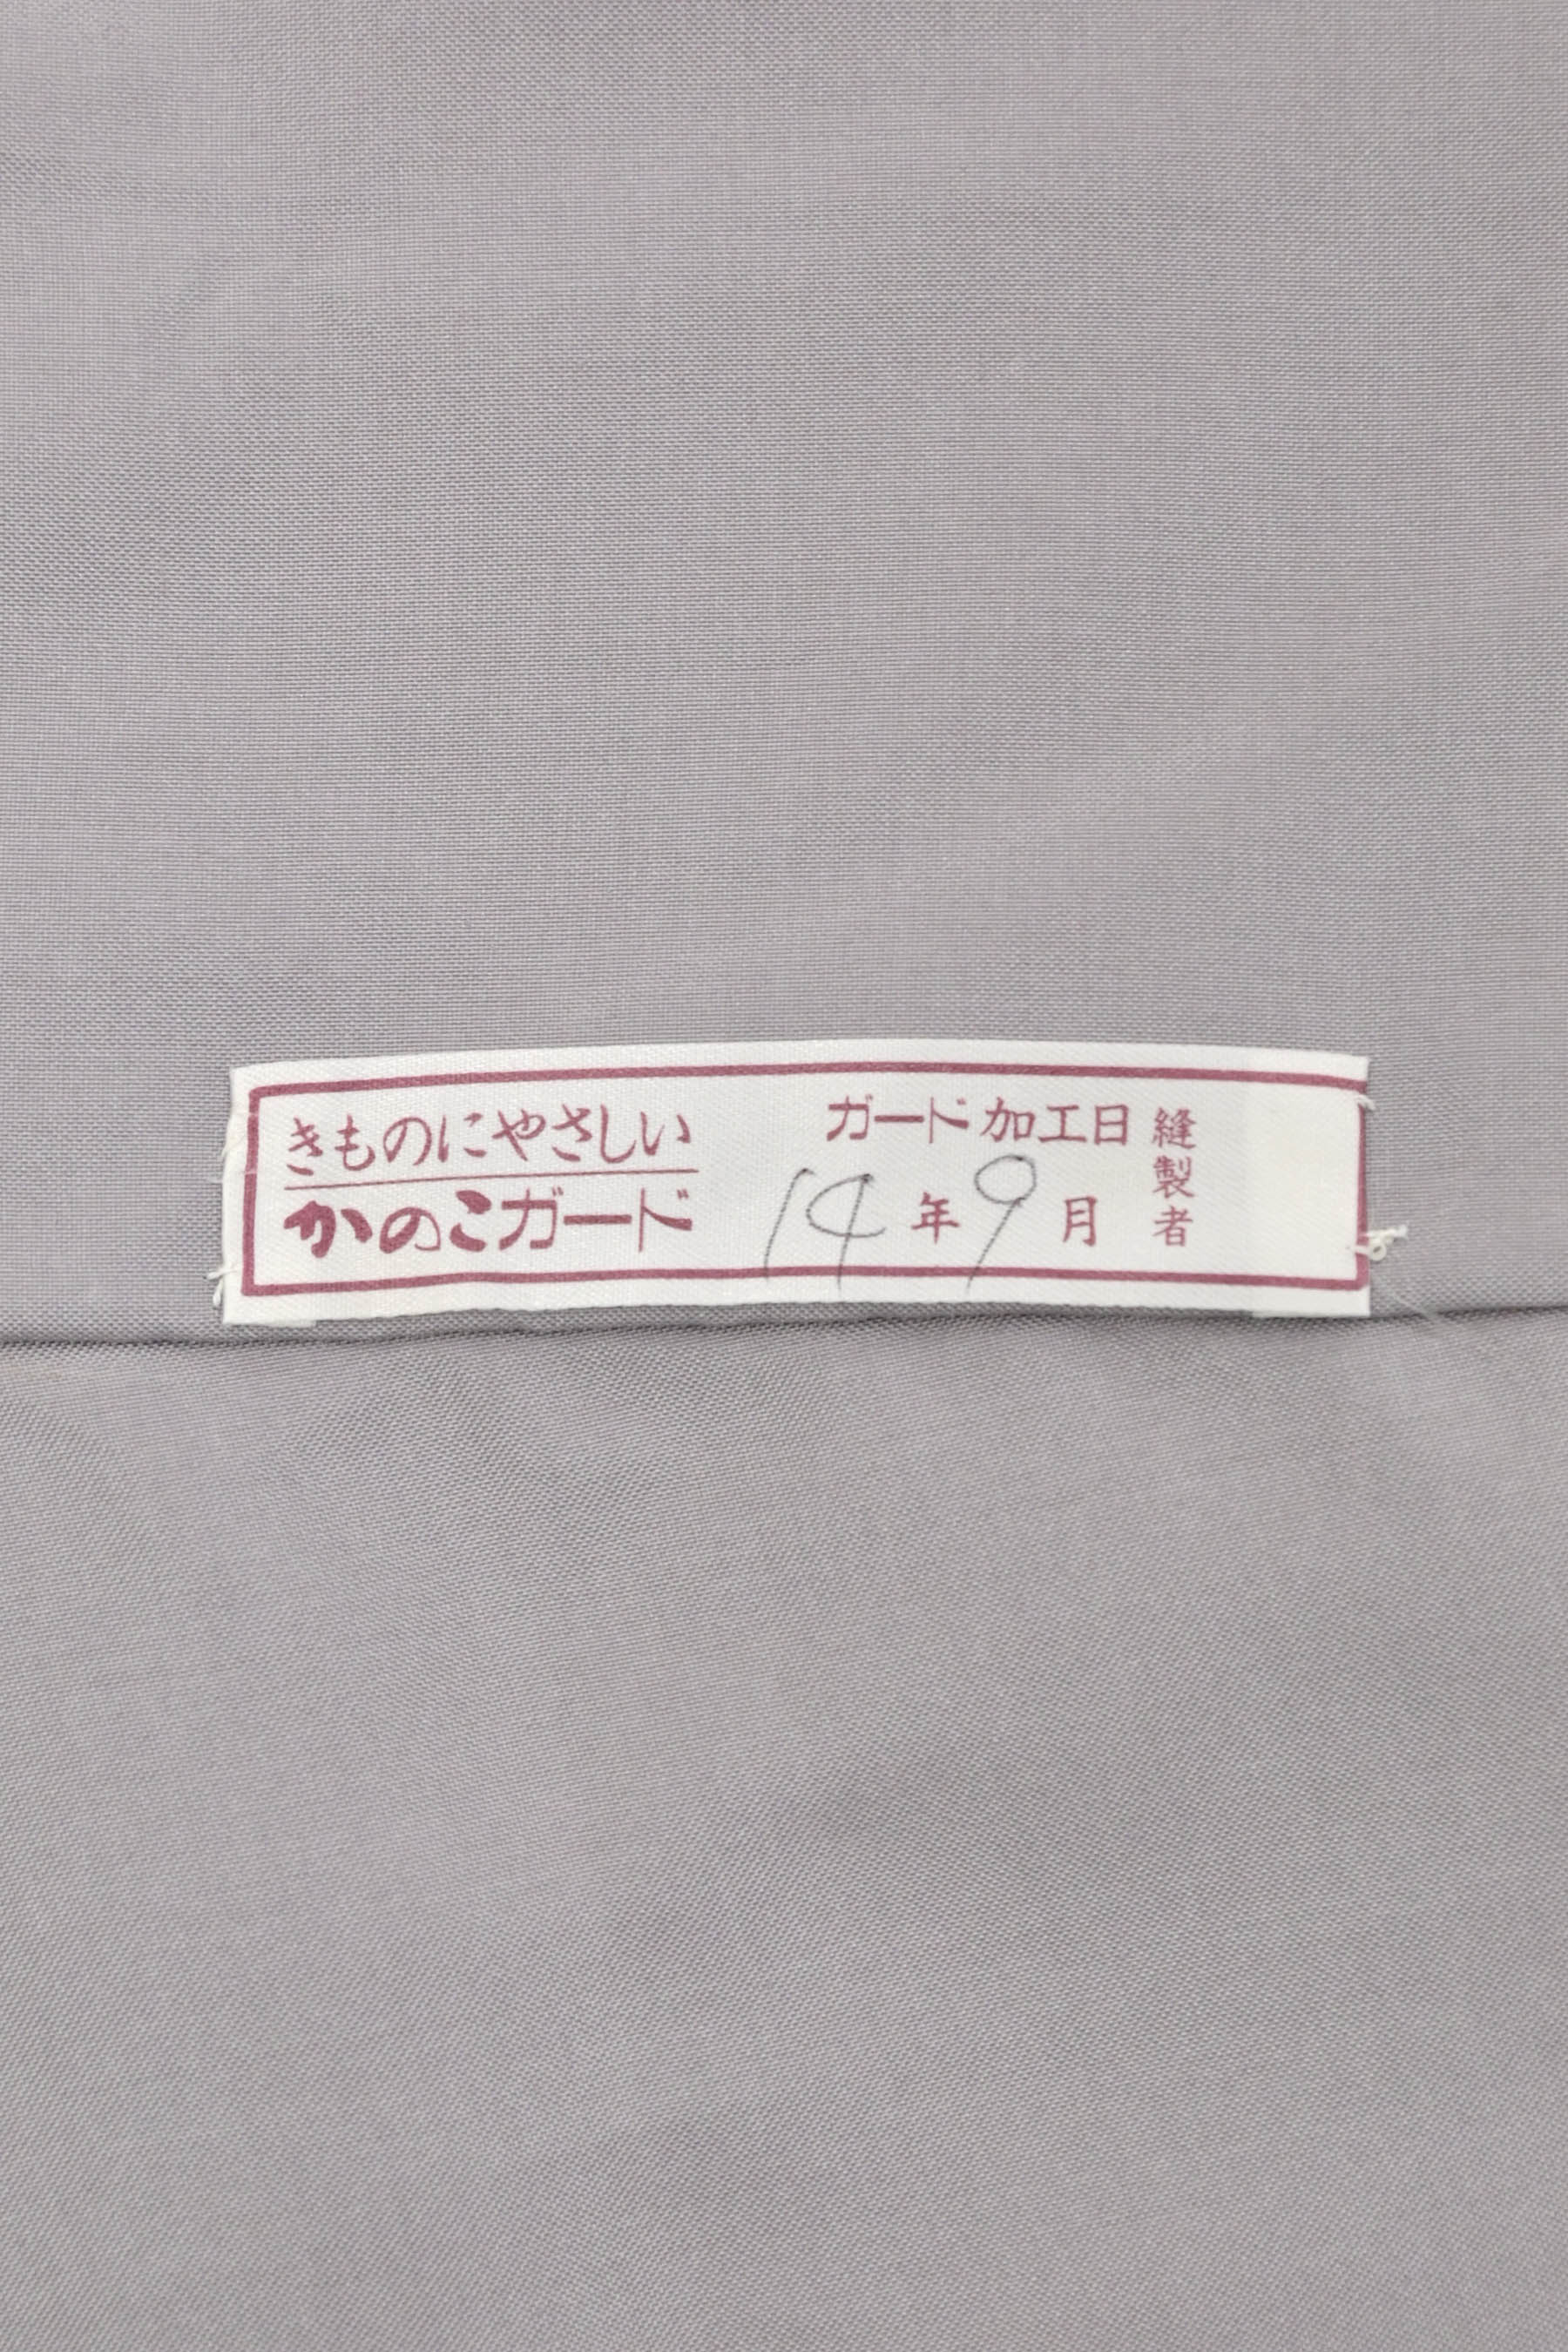 きものにやさしい
かのこガード
ガード加工日
14年9月
縫製者